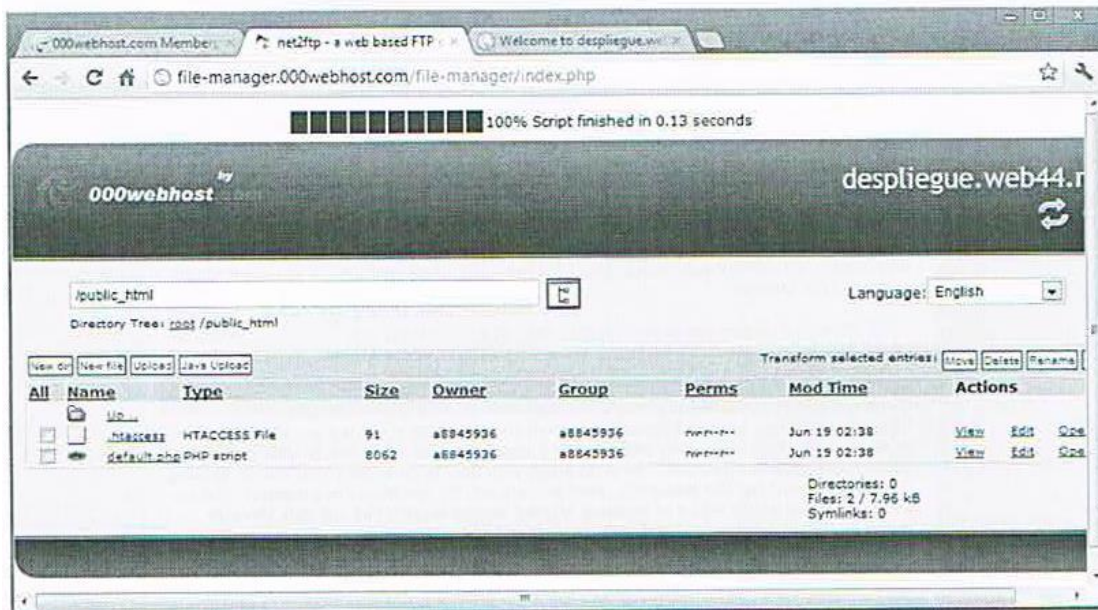 000webhost.com Member
net2ftp - a web based FTP
Welcome to despliegue.we
file-manager.000webhost.com/file-manager/index.php
100% Script finished in 0.13 seconds
000webhost by
despliegue.web44.n
/public_html
Language: English
Directory Tree: root /public_html
New dir New file Upload Java Upload
Transform selected entries: Move Delete Rename
All Name Type Size Owner Group Perms Mod Time Actions
Up ..
.htaccess HTACCESS File 91 a8845936 a8845936 Jun 19 02:38 View Edit Ope
default.php PHP script 8062 a8845936 a8845936 Jun 19 02:38 View Edit Ope
Directories: 0
Files: 2 / 7.96 kB
Symlinks: 0